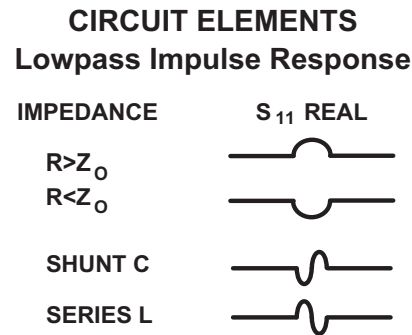 CIRCUIT ELEMENTS
Lowpass Impulse Response
IMPEDANCE S11 REAL
R>ZO
R<ZO
SHUNT C
SERIES L